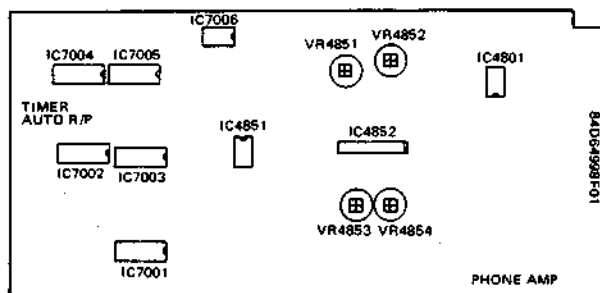 IC7006
VR4851
VR4852
IC7004
IC7005
IC4801
TIMER
AUTO R/P
IC4851
IC4852
84D64998F01
IC7002
IC7003
VR4853
VR4854
IC7001
PHONE AMP